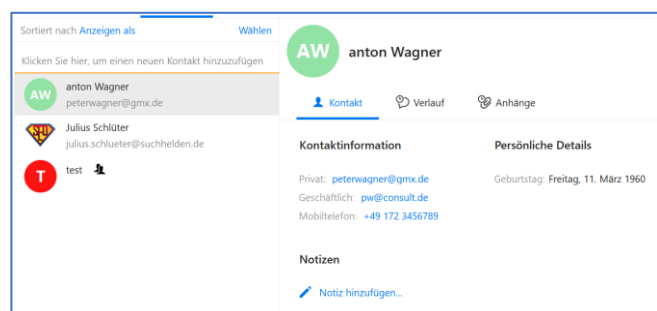 Sortiert nach Anzeigen als Wählen
Klicken Sie hier, um einen neuen Kontakt hinzuzufügen
AW
anton Wagner
peterwagner@gmx.de
Julius Schlüter
julius.schlueter@suchhelden.de
T
test
AW
anton Wagner
Kontakt Verlauf Anhänge
Kontaktinformation
Privat: peterwagner@gmx.de
Geschäftlich: pw@consult.de
Mobiltelefon: +49 172 3456789
Persönliche Details
Geburtstag: Freitag, 11. März 1960
Notizen
Notiz hinzufügen...